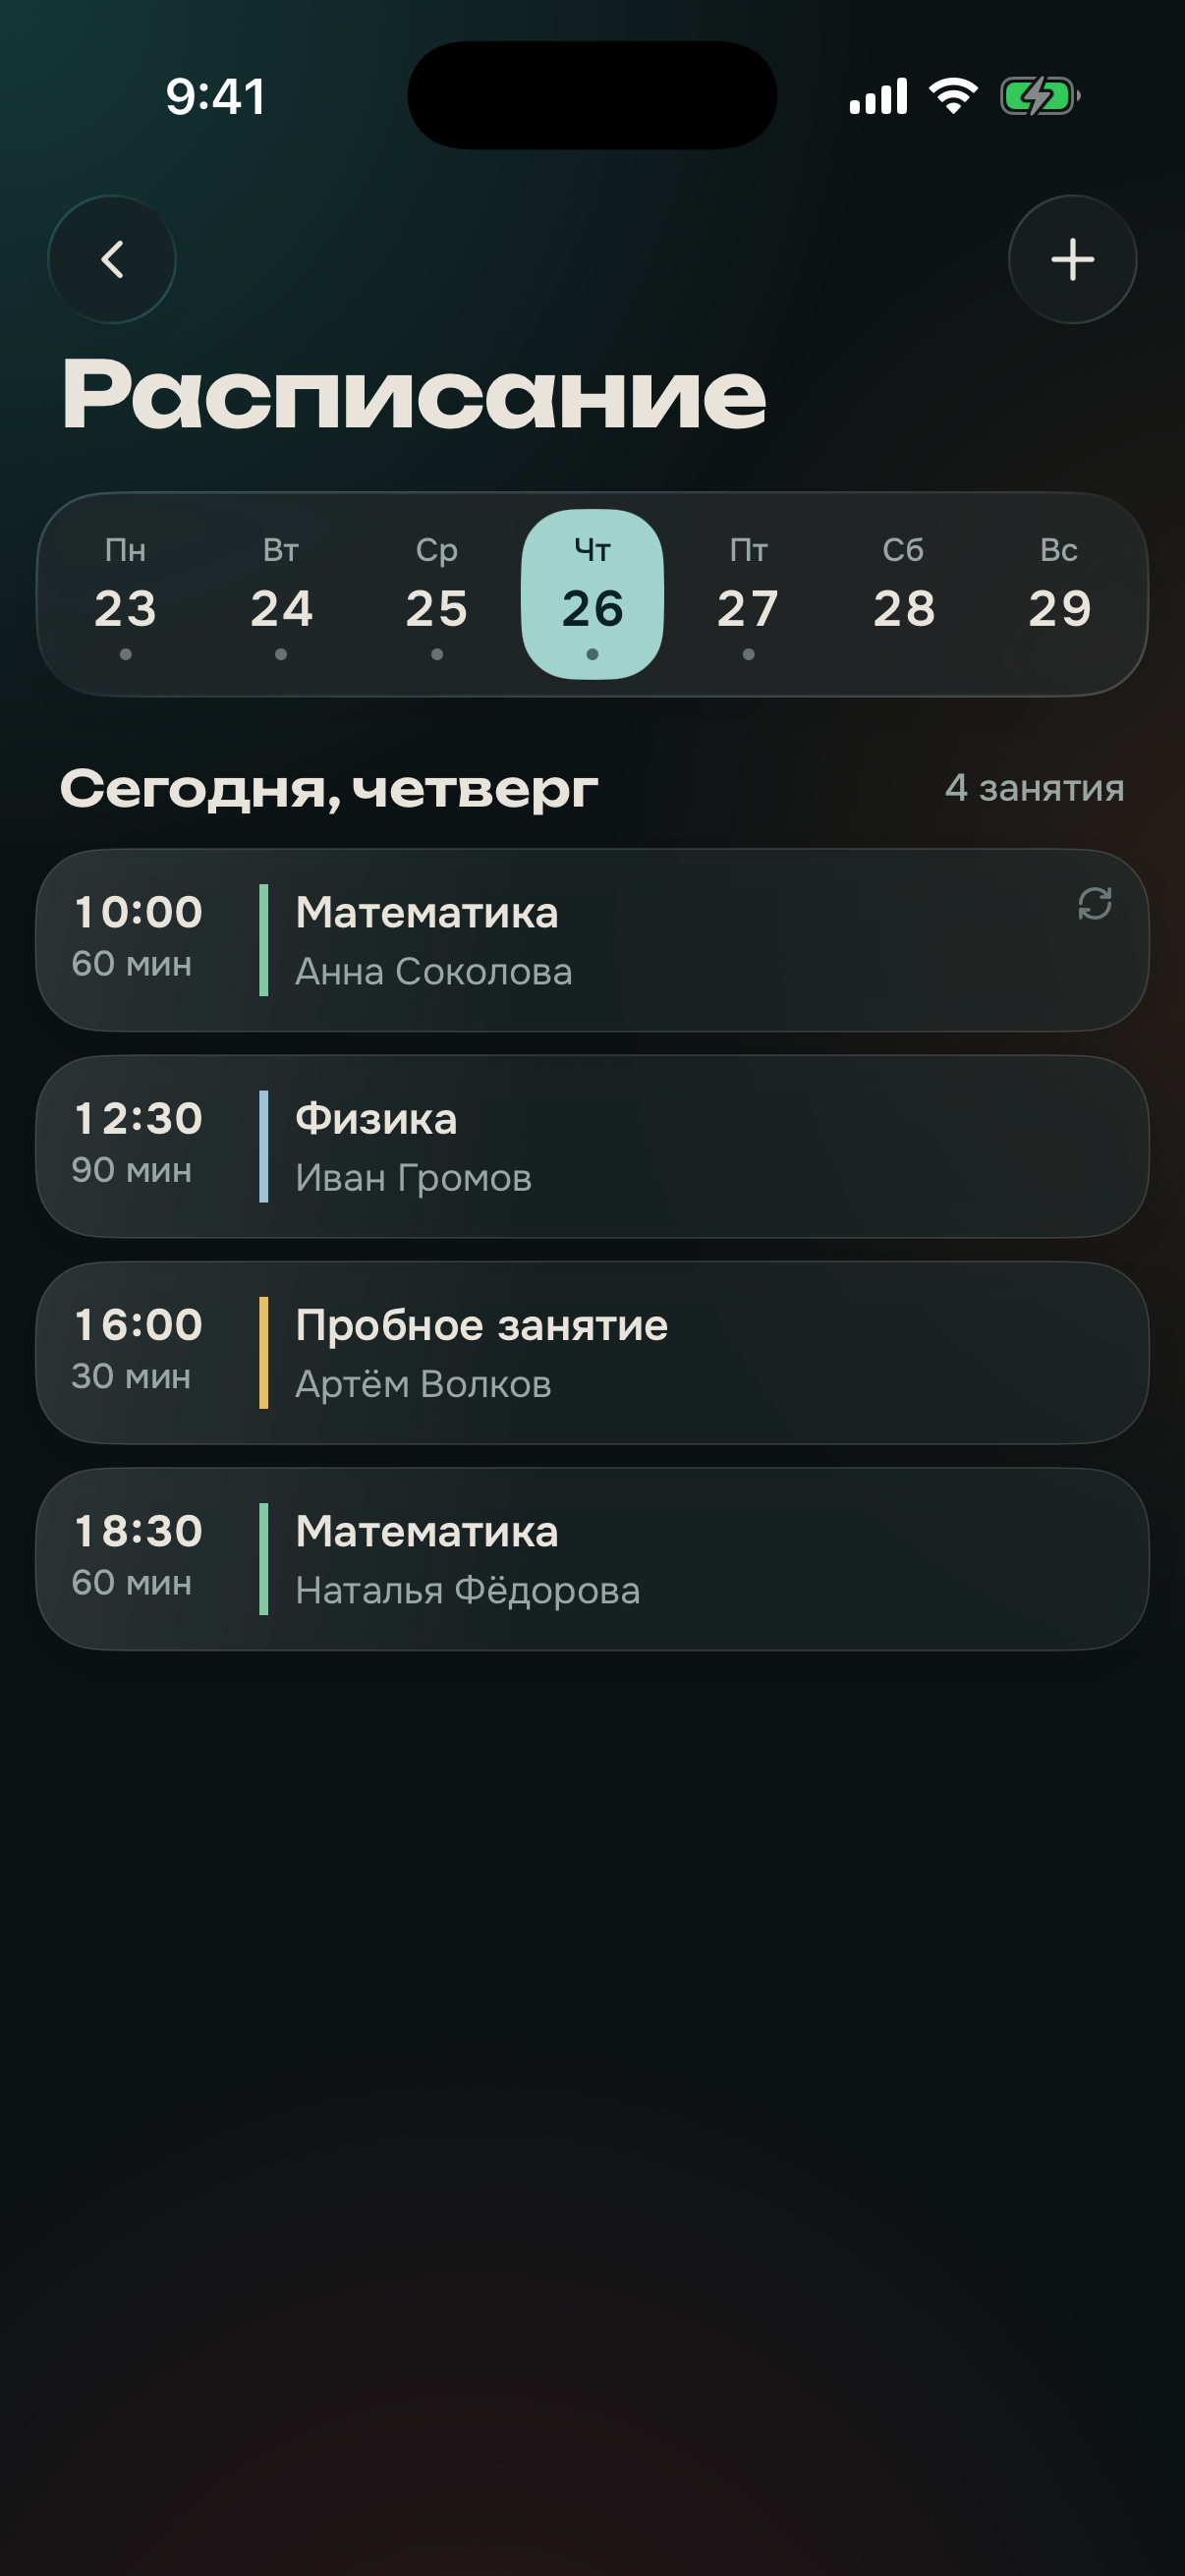 9:41
Расписание
Пн Вт Ср Чт Пт Сб Вс
23 24 25 26 27 28 29
Сегодня, четверг 4 занятия
10:00 Математика
60 мин Анна Соколова
12:30 Физика
90 мин Иван Громов
16:00 Пробное занятие
30 мин Артём Волков
18:30 Математика
60 мин Наталья Фёдорова